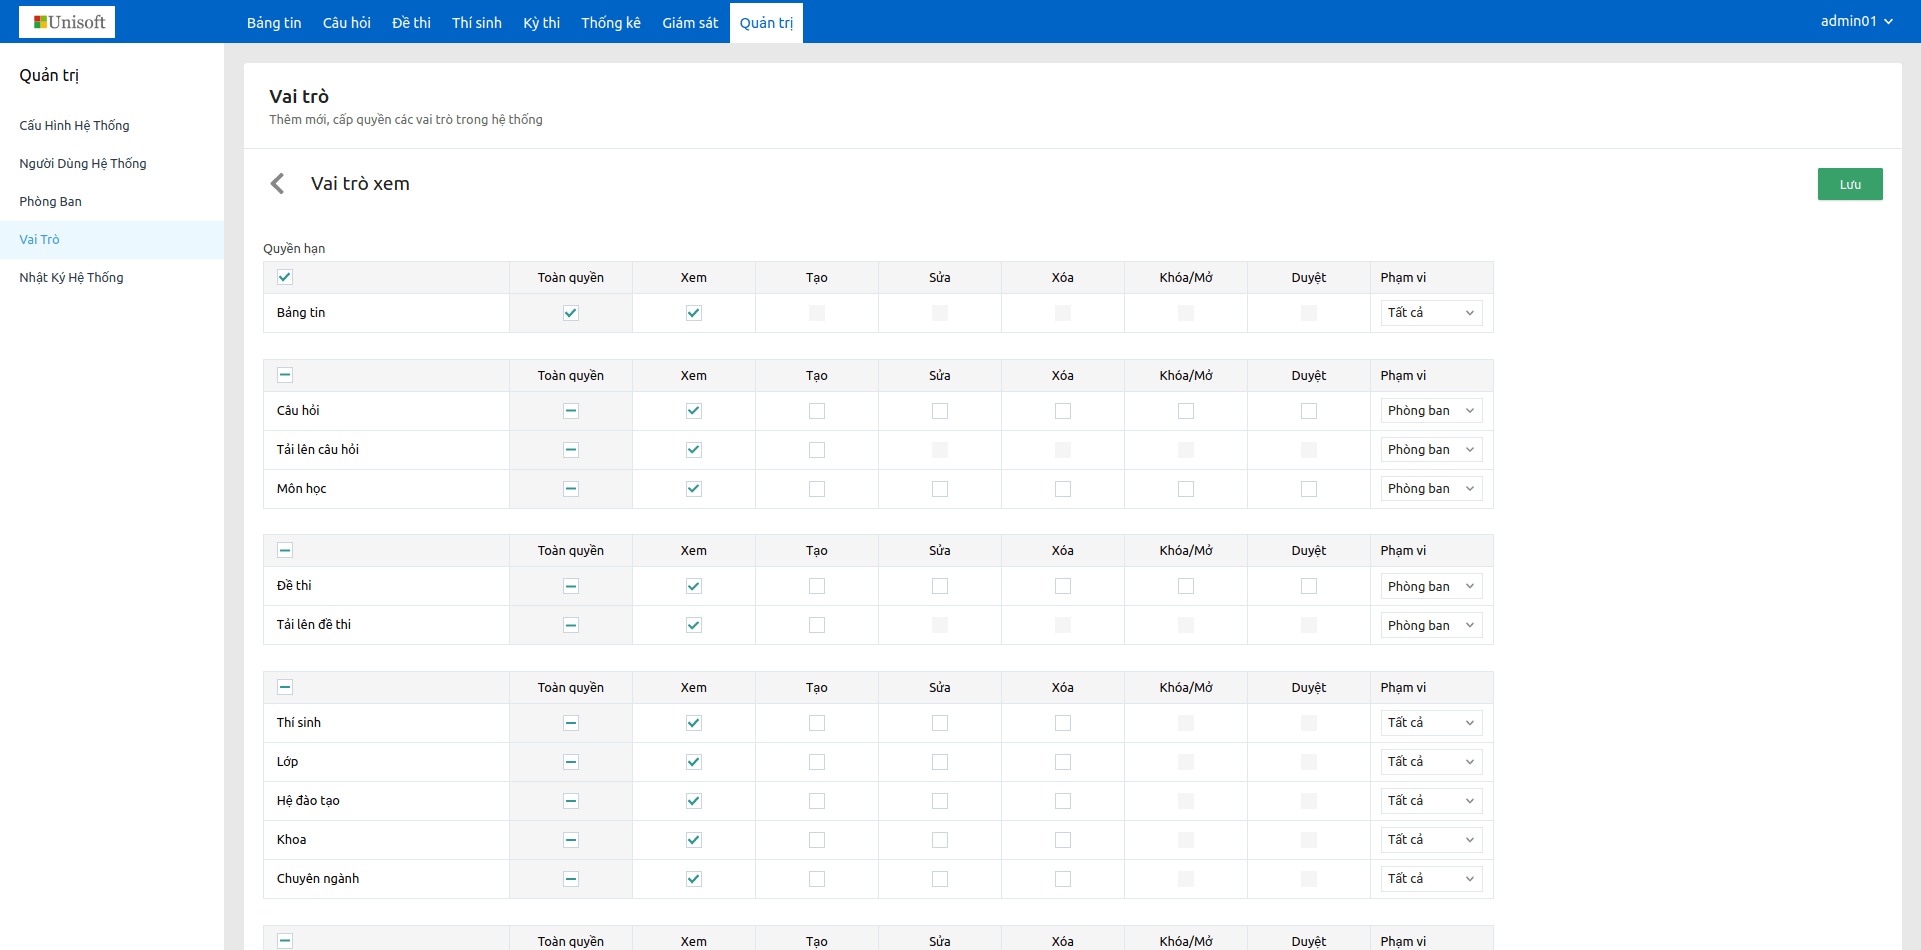 Unisoft Bảng tin Câu hỏi Đề thi Thí sinh Kỳ thi Thống kê Giám sát Quản trị admin01
Quản trị
Cấu Hình Hệ Thống
Người Dùng Hệ Thống
Phòng Ban
Vai Trò
Nhật Ký Hệ Thống
Vai trò
Thêm mới, cấp quyền các vai trò trong hệ thống
Vai trò xem Lưu
Quyền hạn
Toàn quyền Xem Tạo Sửa Xóa Khóa/Mở Duyệt Phạm vi
Bảng tin Tất cả
Toàn quyền Xem Tạo Sửa Xóa Khóa/Mở Duyệt Phạm vi
Câu hỏi Phòng ban
Tải lên câu hỏi Phòng ban
Môn học Phòng ban
Toàn quyền Xem Tạo Sửa Xóa Khóa/Mở Duyệt Phạm vi
Đề thi Phòng ban
Tải lên đề thi Phòng ban
Toàn quyền Xem Tạo Sửa Xóa Khóa/Mở Duyệt Phạm vi
Thí sinh Tất cả
Lớp Tất cả
Hệ đào tạo Tất cả
Khoa Tất cả
Chuyên ngành Tất cả
Toàn quyền Xem Tạo Sửa Xóa Khóa/Mở Duyệt Phạm vi